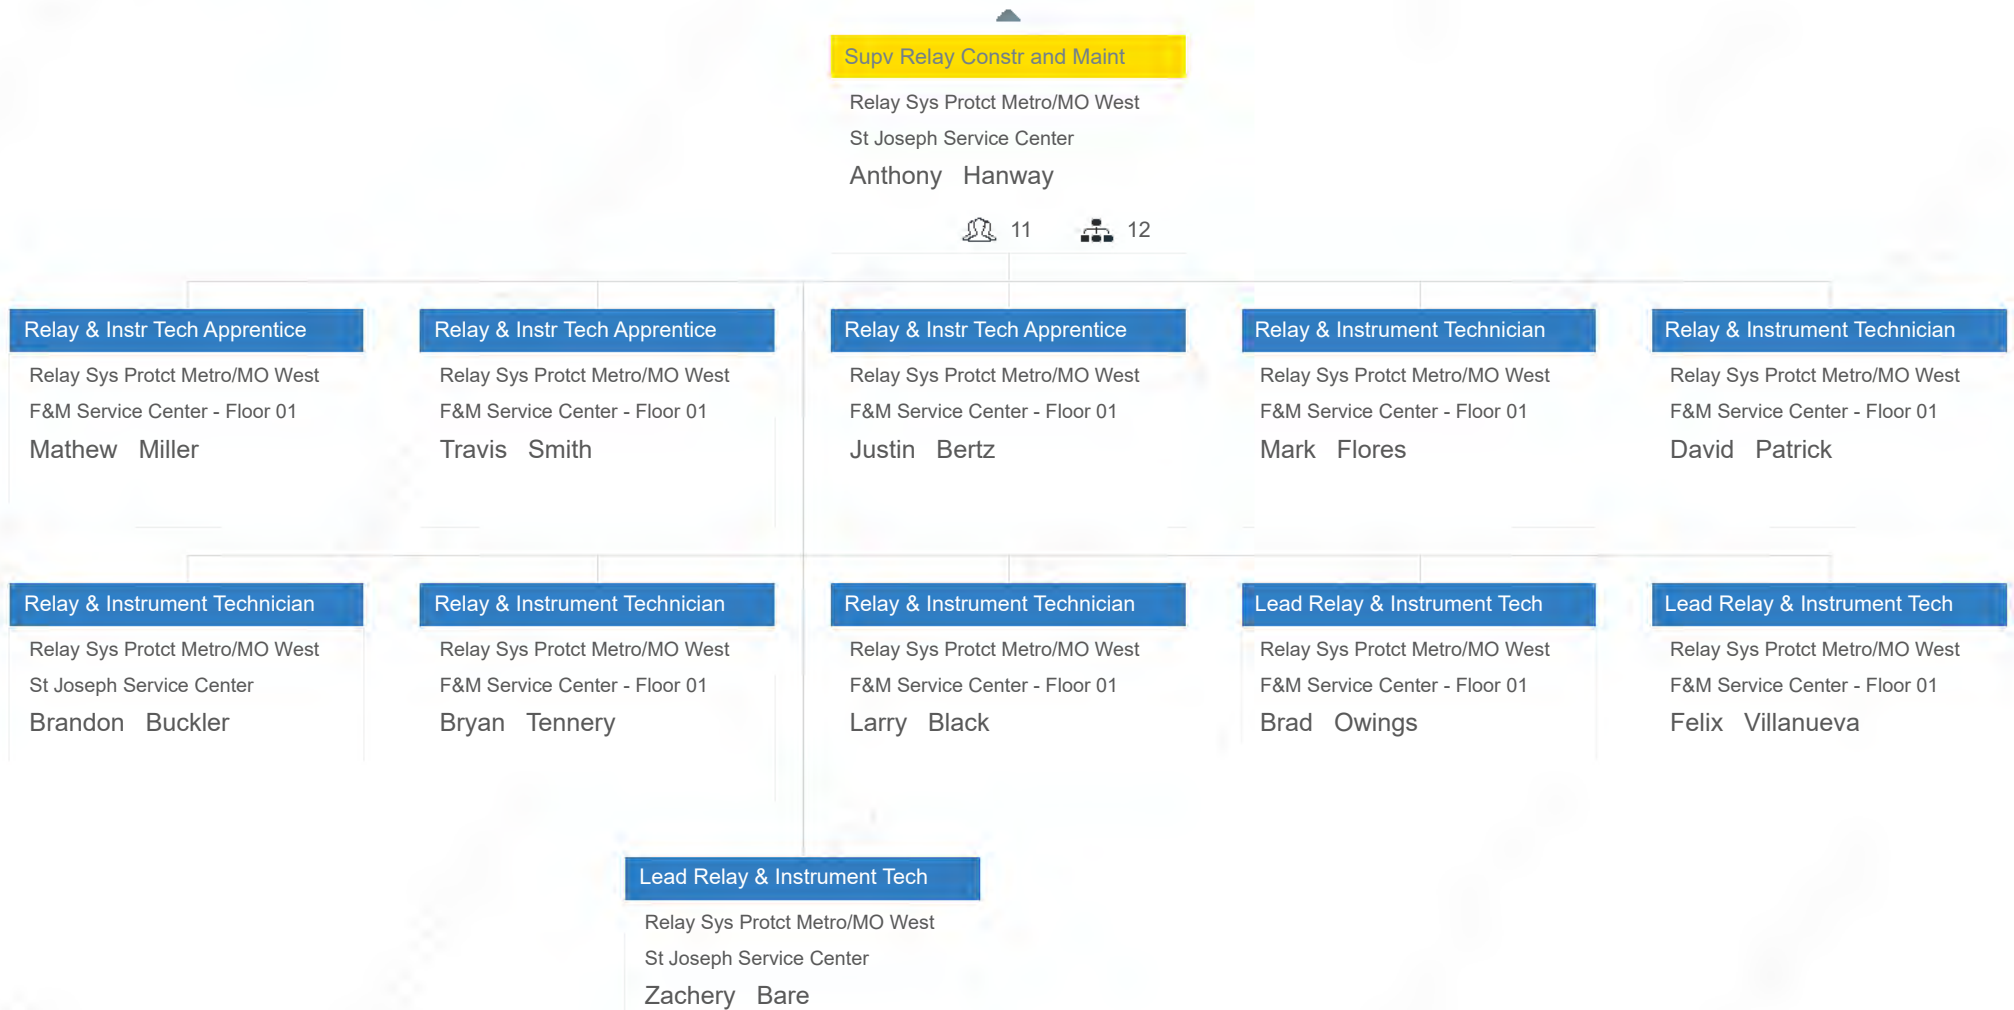 Supv Relay Constr and Maint
Relay Sys Protct Metro/MO West
St Joseph Service Center
Anthony Hanway
11 12
Relay & Instr Tech Apprentice
Relay Sys Protct Metro/MO West
F&M Service Center - Floor 01
Mathew Miller
Relay & Instr Tech Apprentice
Relay Sys Protct Metro/MO West
F&M Service Center - Floor 01
Travis Smith
Relay & Instr Tech Apprentice
Relay Sys Protct Metro/MO West
F&M Service Center - Floor 01
Justin Bertz
Relay & Instrument Technician
Relay Sys Protct Metro/MO West
F&M Service Center - Floor 01
Mark Flores
Relay & Instrument Technician
Relay Sys Protct Metro/MO West
F&M Service Center - Floor 01
David Patrick
Relay & Instrument Technician
Relay Sys Protct Metro/MO West
St Joseph Service Center
Brandon Buckler
Relay & Instrument Technician
Relay Sys Protct Metro/MO West
F&M Service Center - Floor 01
Bryan Tennery
Relay & Instrument Technician
Relay Sys Protct Metro/MO West
F&M Service Center - Floor 01
Larry Black
Lead Relay & Instrument Tech
Relay Sys Protct Metro/MO West
F&M Service Center - Floor 01
Brad Owings
Lead Relay & Instrument Tech
Relay Sys Protct Metro/MO West
F&M Service Center - Floor 01
Felix Villanueva
Lead Relay & Instrument Tech
Relay Sys Protct Metro/MO West
St Joseph Service Center
Zachery Bare